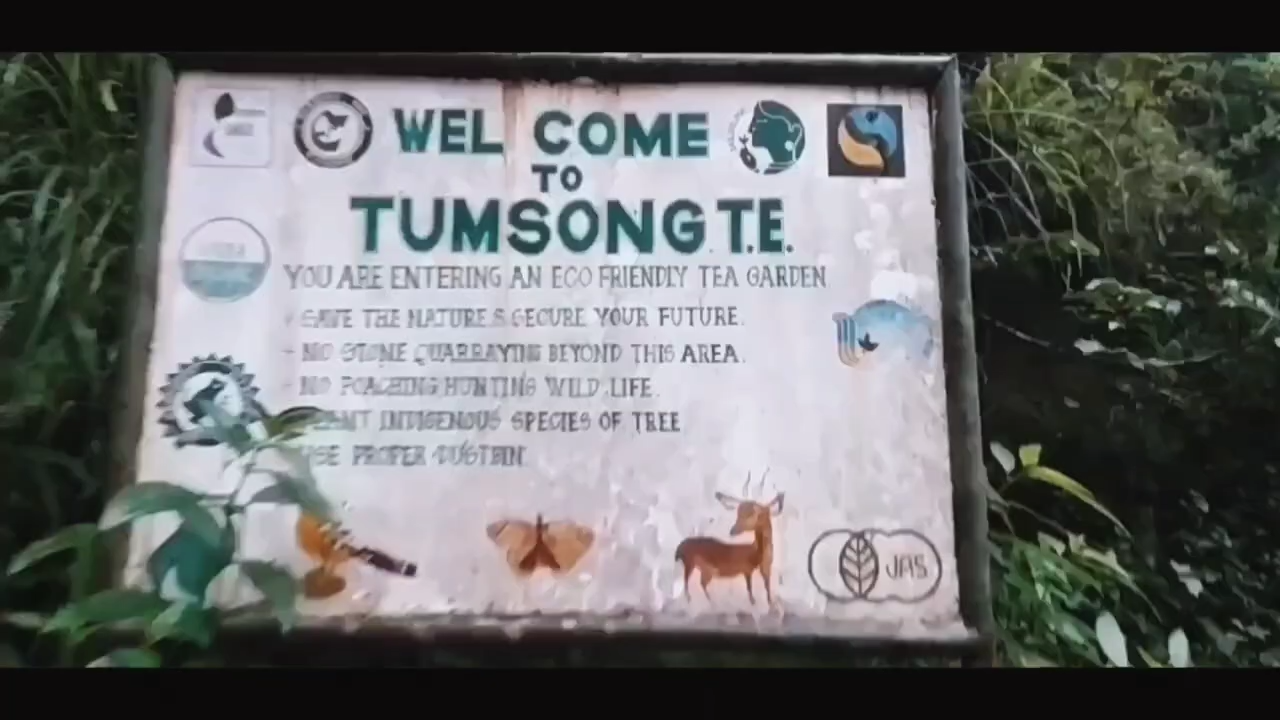 WEL COME
TO
TUMSONG T.E.
YOU ARE ENTERING AN ECO FRIENDLY TEA GARDEN
SAVE THE NATURE & SECURE YOUR FUTURE.
- NO STONE QUARRAYING BEYOND THIS AREA.
- NO POACHING HUNTING WILD LIFE.
INDIGENOUS SPECIES OF TREE
PROPER DUSTBIN
JAS